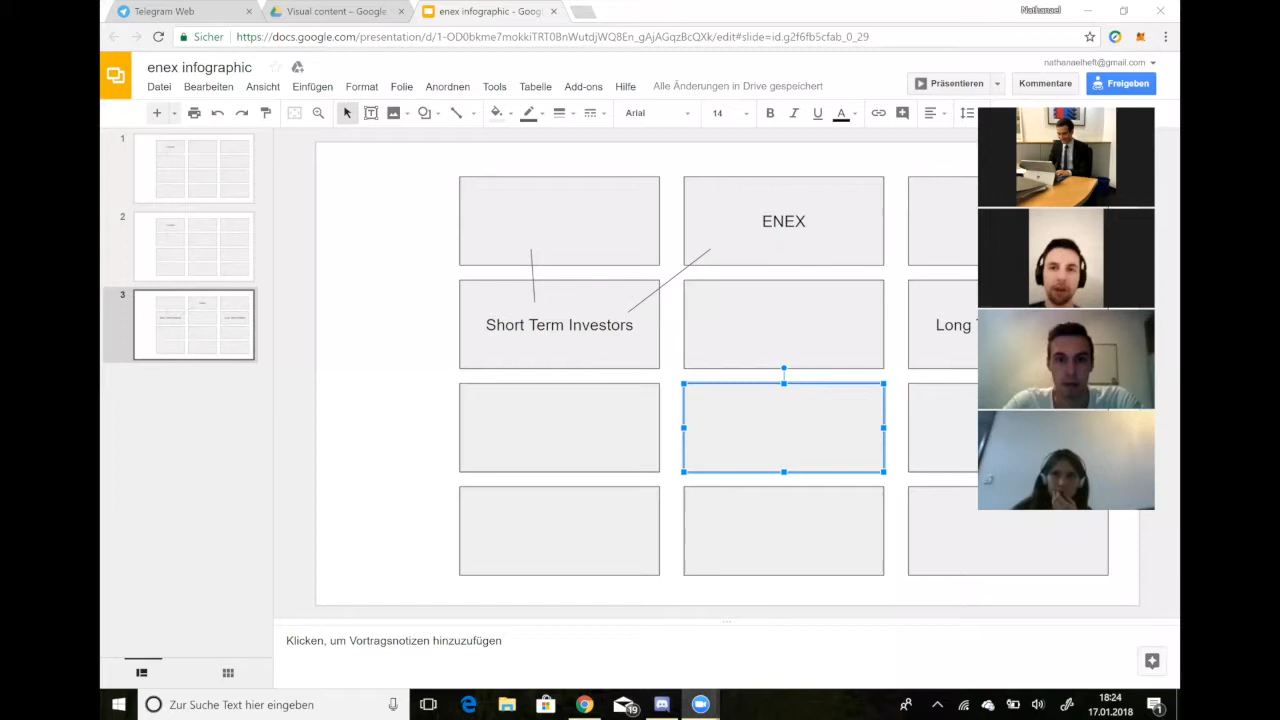 Telegram Web
Visual content – Google
enex infographic - Goog
Nathanael
Sicher
https://docs.google.com/presentation/d/1-OD0bkme7mokkiTRT0BnWutdjWQ8En_gAjAGqzBcQXk/edit#slide=id.g2f6fb5cfab_0_29
enex infographic
nathanaelheft@gmail.com
Datei Bearbeiten Ansicht Einfügen Format Folie Anordnen Tools Tabelle Add-ons Hilfe
Alle Änderungen in Drive gespeichert
Präsentieren
Kommentare
Freigeben
Arial
14
B I U A
1
2
3
ENEX
Short Term Investors
Long
Klicken, um Vortragsnotizen hinzuzufügen
Zur Suche Text hier eingeben
19
18:24
17.01.2018
1